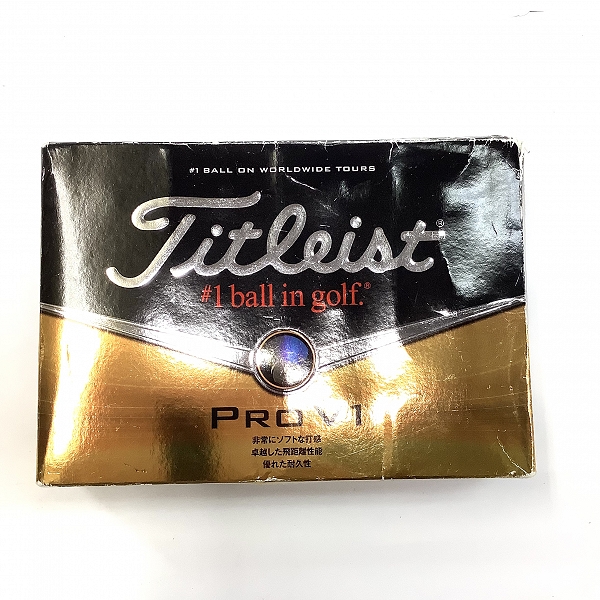 #1 BALL ON WORLDWIDE TOURS
Titleist®
#1 ball in golf.®
PRO V1
非常にソフトな打感
卓越した飛距離性能
優れた耐久性